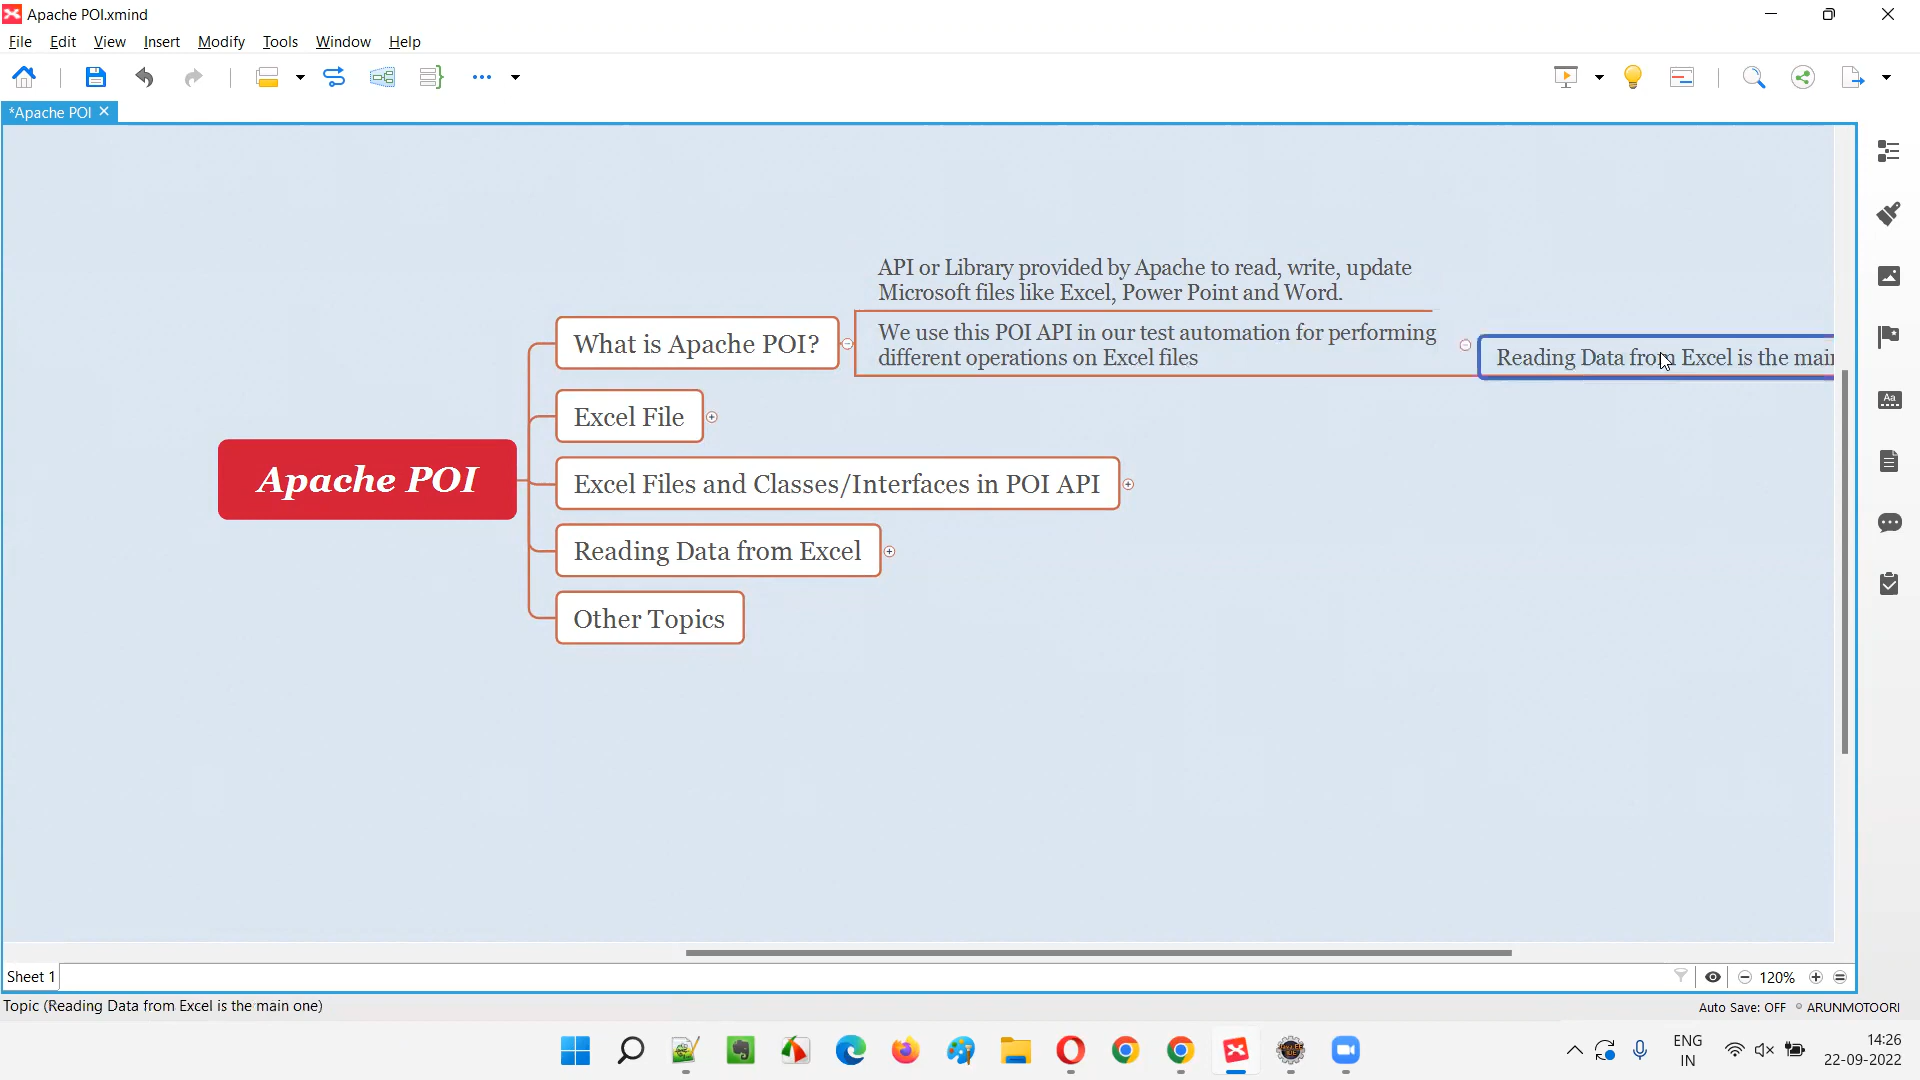 Apache POI.xmind
File Edit View Insert Modify Tools Window Help
*Apache POI
API or Library provided by Apache to read, write, update
Microsoft files like Excel, Power Point and Word.
What is Apache POI?
We use this POI API in our test automation for performing
different operations on Excel files
Reading Data from Excel is the main
Excel File
Apache POI
Excel Files and Classes/Interfaces in POI API
Reading Data from Excel
Other Topics
Aa
Sheet 1
120%
Topic (Reading Data from Excel is the main one)
Auto Save: OFF ARUNMOTOORI
ENG
IN
14:26
22-09-2022